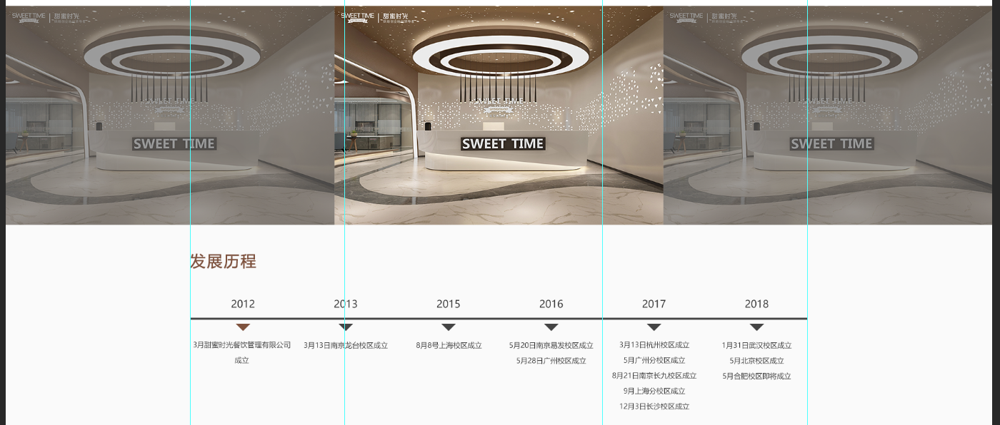 SWEET TIME | 甜蜜时光
SWEET TIME
SWEET TIME
SWEET TIME | 甜蜜时光
SWEET TIME
SWEET TIME
SWEET TIME | 甜蜜时光
SWEET TIME
SWEET TIME
发展历程
2012 2013 2015 2016 2017 2018
3月甜蜜时光餐饮管理有限公司
成立
3月13日南京龙台校区成立
8月8号上海校区成立
5月20日南京易发校区成立
5月28日广州校区成立
3月13日杭州校区成立
5月广州分校区成立
8月21日南京长九校区成立
9月上海分校区成立
12月3日长沙校区成立
1月31日武汉校区成立
5月北京校区成立
5月合肥校区即将成立